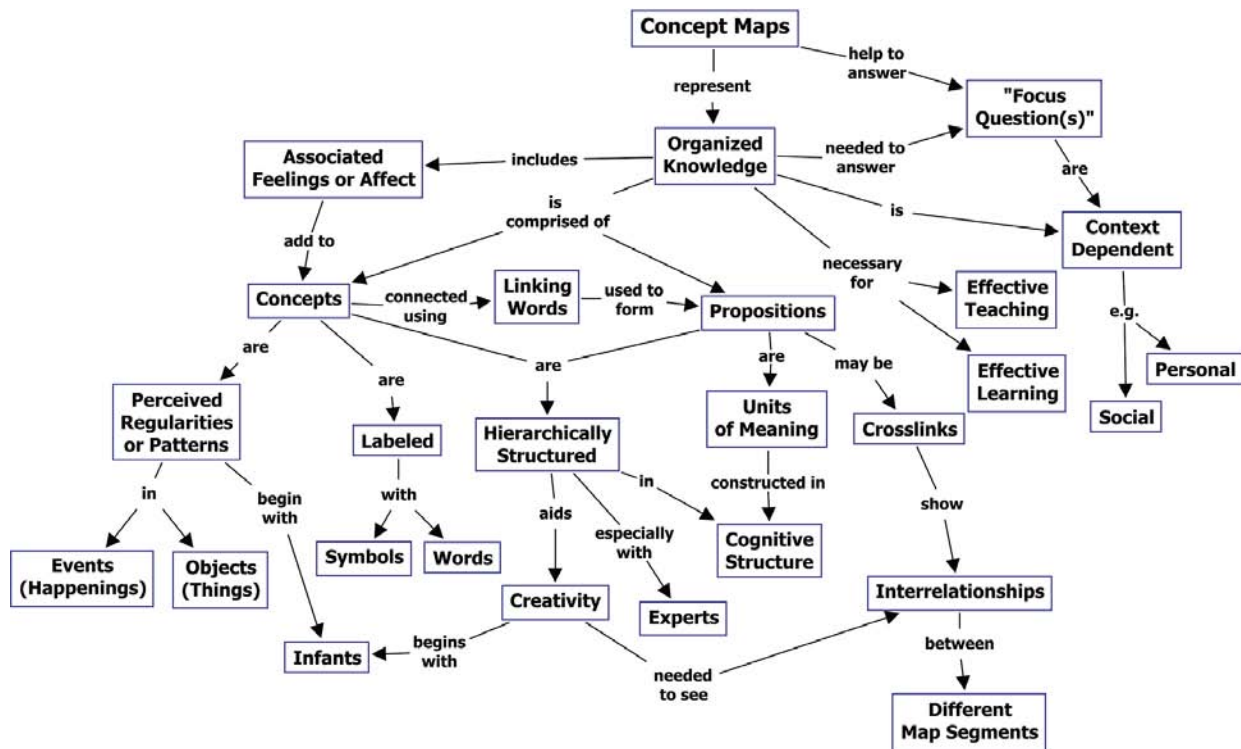 Concept Maps
help to
answer
represent
"Focus
Question(s)"
Organized
Knowledge
needed to
answer
includes
Associated
Feelings or Affect
are
is
comprised of
is
Context
Dependent
add to
necessary
for
Concepts
connected
using
Linking
Words
used to
form
Propositions
Effective
Teaching
e.g.
are
are
are
are
may be
Effective
Learning
Personal
Perceived
Regularities
or Patterns
Labeled
Hierarchically
Structured
Units
of Meaning
Crosslinks
Social
in
begin
with
with
aids
in
constructed in
show
especially
with
Events
(Happenings)
Objects
(Things)
Symbols
Words
Cognitive
Structure
Creativity
Experts
Interrelationships
Infants
begins
with
needed
to see
between
Different
Map Segments